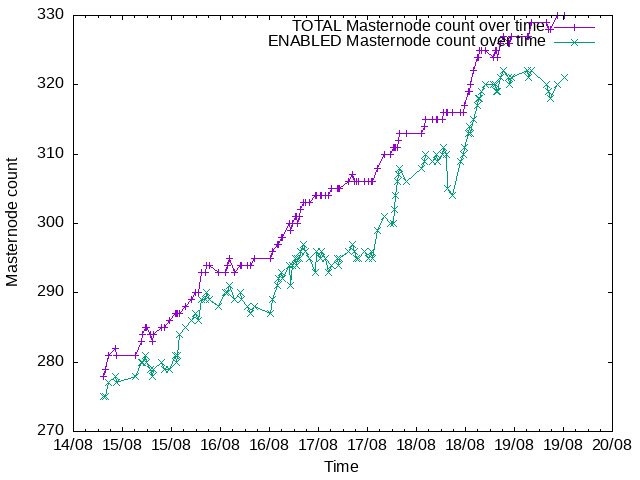 330
320
310
300
290
280
270
Masternode count
TOTAL Masternode count over time
ENABLED Masternode count over time
14/08 15/08 15/08 16/08 16/08 17/08 17/08 18/08 18/08 19/08 19/08 20/08
Time